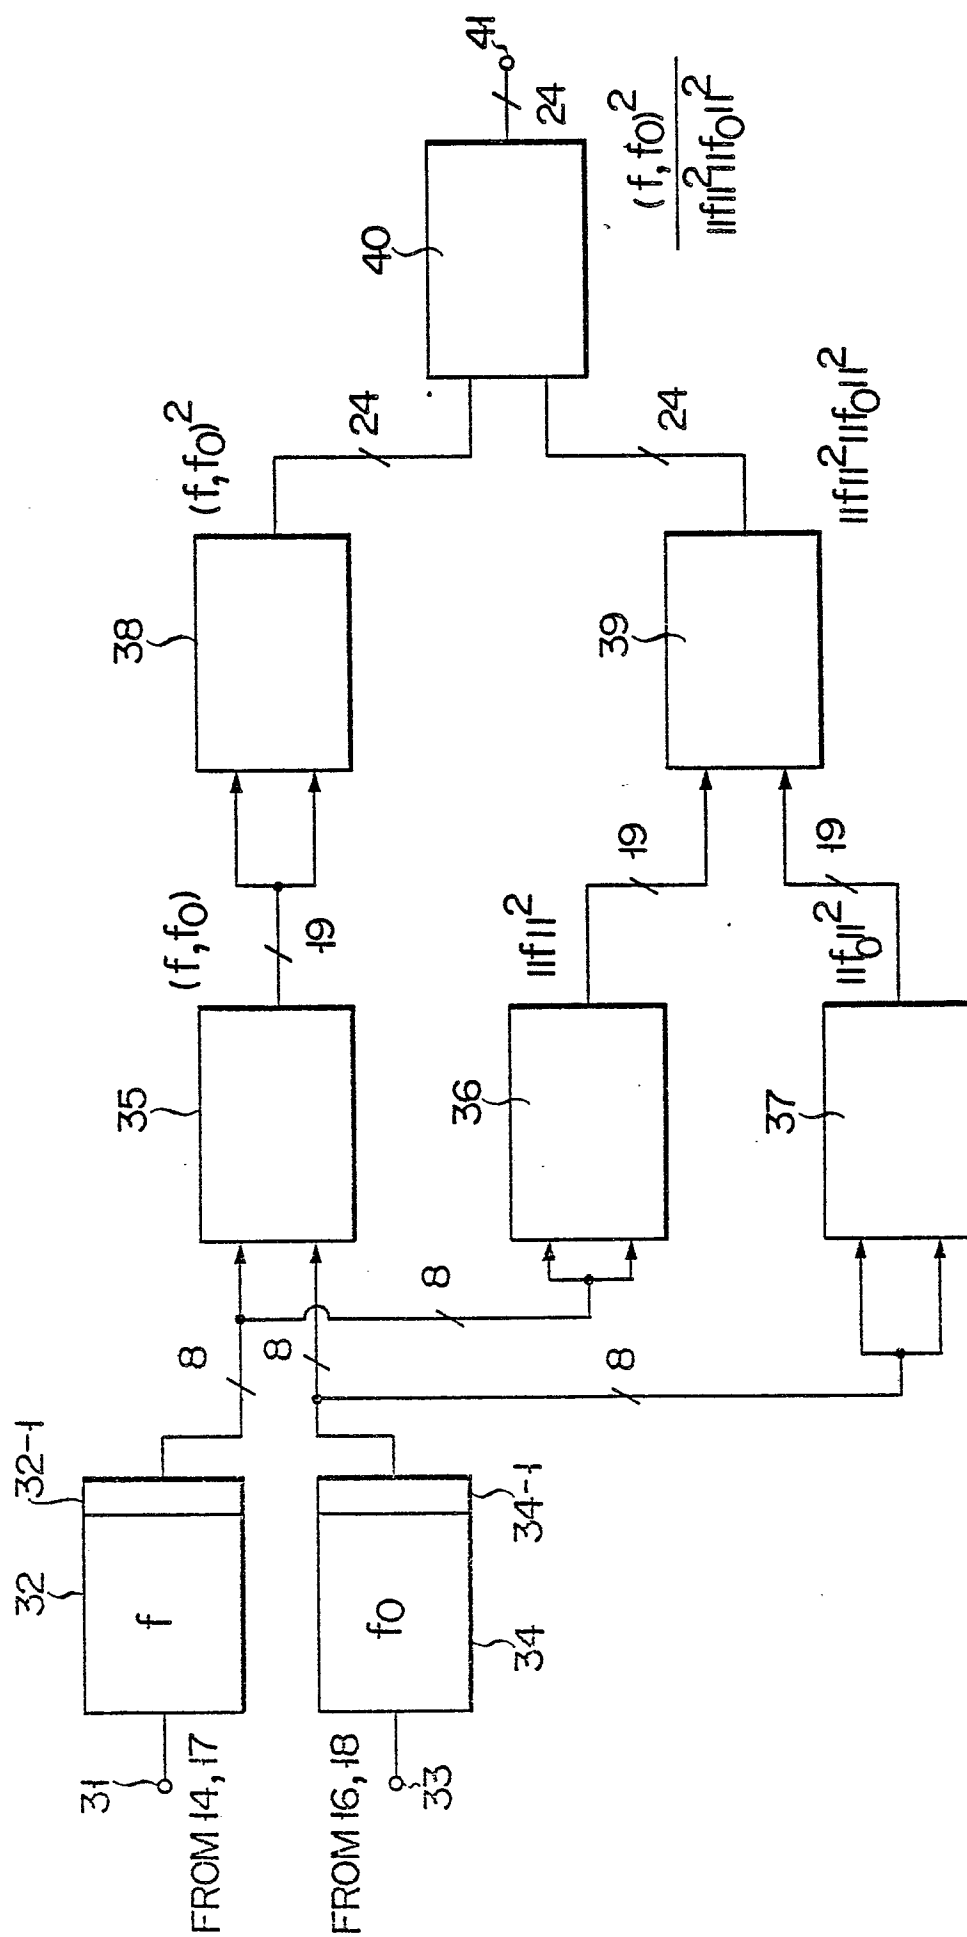 31
FROM 14, 17
32
32-1
f
33
FROM 16, 18
34
34-1
f0
8
8
8
8
35
(f, f0)
19
36
||f||²
19
37
||f0||²
19
38
(f, f0)²
24
39
||f||²||f0||²
24
40
24
41
(f, f0)²
||f||²||f0||²